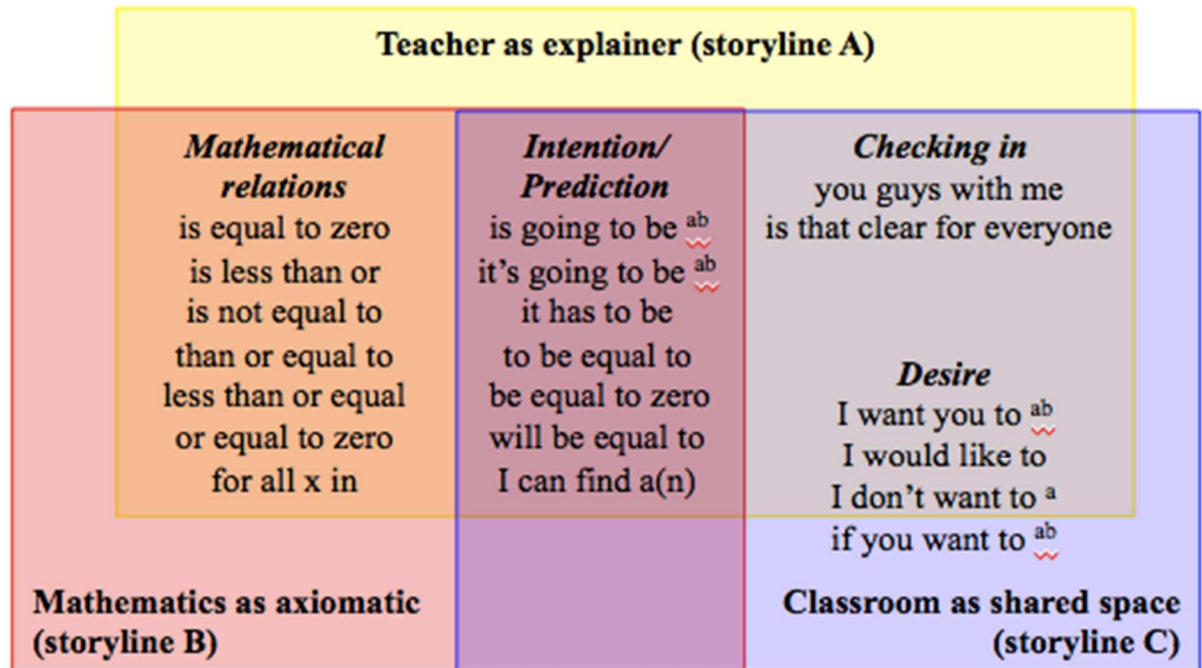 Teacher as explainer (storyline A)
Mathematical
relations
is equal to zero
is less than or
is not equal to
than or equal to
less than or equal
or equal to zero
for all x in
Intention/
Prediction
is going to be ab
it’s going to be ab
it has to be
to be equal to
be equal to zero
will be equal to
I can find a(n)
Checking in
you guys with me
is that clear for everyone
Desire
I want you to ab
I would like to
I don’t want to a
if you want to ab
Mathematics as axiomatic
(storyline B)
Classroom as shared space
(storyline C)